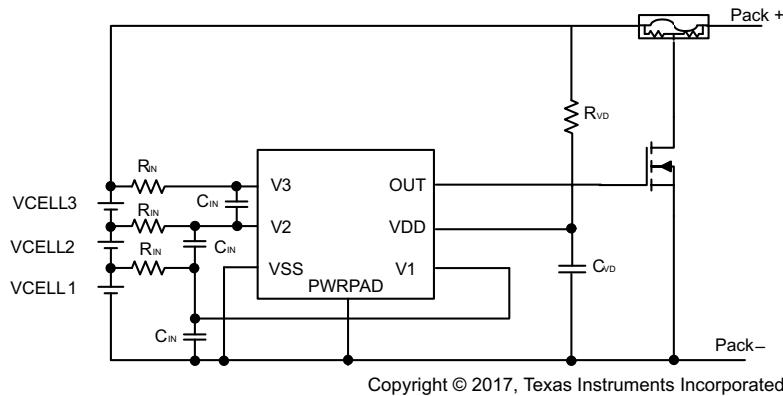 Pack +
RVD
RIN
V3
OUT
CIN
VCELL3
RIN
V2
VDD
VCELL2
RIN
CIN
VSS
V1
CVD
VCELL1
PWRPAD
CIN
Pack–
Copyright © 2017, Texas Instruments Incorporated